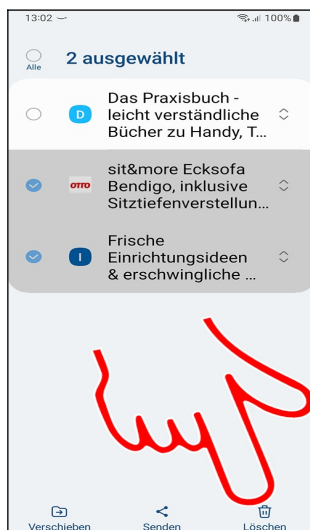 13:02
100%
Alle
2 ausgewählt
D
Das Praxisbuch -
leicht verständliche
Bücher zu Handy, T...
OTTO
sit&more Ecksofa
Bendigo, inklusive
Sitztiefenverstellun...
I
Frische
Einrichtungsideen
& erschwingliche ...
Verschieben
Senden
Löschen